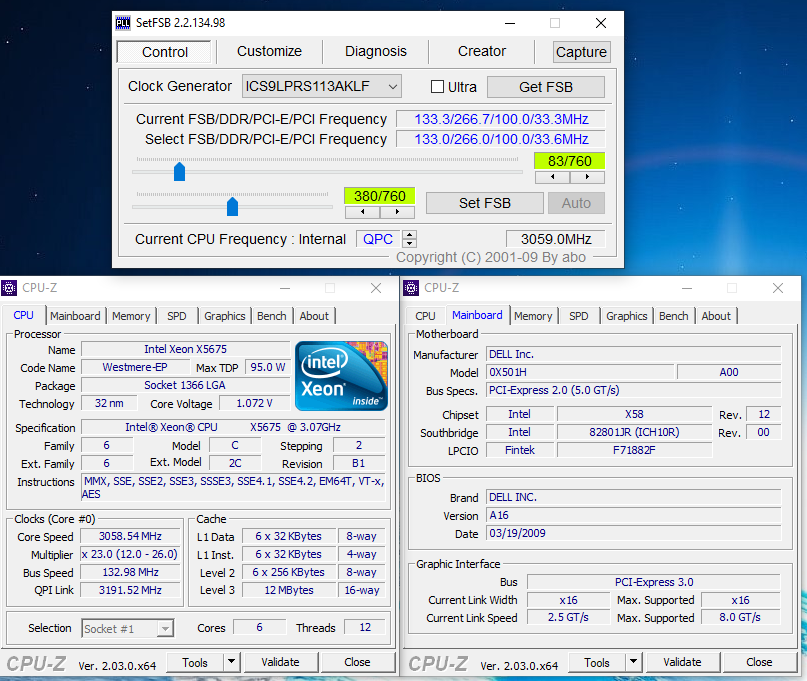 SetFSB 2.2.134.98
Control Customize Diagnosis Creator Capture
Clock Generator ICS9LPRS113AKLF Ultra Get FSB
Current FSB/DDR/PCI-E/PCI Frequency 133.3/266.7/100.0/33.3MHz
Select FSB/DDR/PCI-E/PCI Frequency 133.0/266.0/100.0/33.6MHz
83/760
380/760 Set FSB Auto
Current CPU Frequency : Internal QPC 3059.0MHz
Copyright (C) 2001-09 By abo
CPU-Z
CPU Mainboard Memory SPD Graphics Bench About
Processor
Name Intel Xeon X5675
Code Name Westmere-EP Max TDP 95.0 W
Package Socket 1366 LGA
Technology 32 nm Core Voltage 1.072 V
intel Xeon inside™
Specification Intel® Xeon® CPU X5675 @ 3.07GHz
Family 6 Model C Stepping 2
Ext. Family 6 Ext. Model 2C Revision B1
Instructions MMX, SSE, SSE2, SSE3, SSSE3, SSE4.1, SSE4.2, EM64T, VT-x,
AES
Clocks (Core #0)
Core Speed 3058.54 MHz
Multiplier x 23.0 (12.0 - 26.0)
Bus Speed 132.98 MHz
QPI Link 3191.52 MHz
Cache
L1 Data 6 x 32 KBytes 8-way
L1 Inst. 6 x 32 KBytes 4-way
Level 2 6 x 256 KBytes 8-way
Level 3 12 MBytes 16-way
Selection Socket #1 Cores 6 Threads 12
CPU-Z Ver. 2.03.0.x64 Tools Validate Close
CPU-Z
CPU Mainboard Memory SPD Graphics Bench About
Motherboard
Manufacturer DELL Inc.
Model 0X501H A00
Bus Specs. PCI-Express 2.0 (5.0 GT/s)
Chipset Intel X58 Rev. 12
Southbridge Intel 82801JR (ICH10R) Rev. 00
LPCIO Fintek F71882F
BIOS
Brand DELL INC.
Version A16
Date 03/19/2009
Graphic Interface
Bus PCI-Express 3.0
Current Link Width x16 Max. Supported x16
Current Link Speed 2.5 GT/s Max. Supported 8.0 GT/s
CPU-Z Ver. 2.03.0.x64 Tools Validate Close